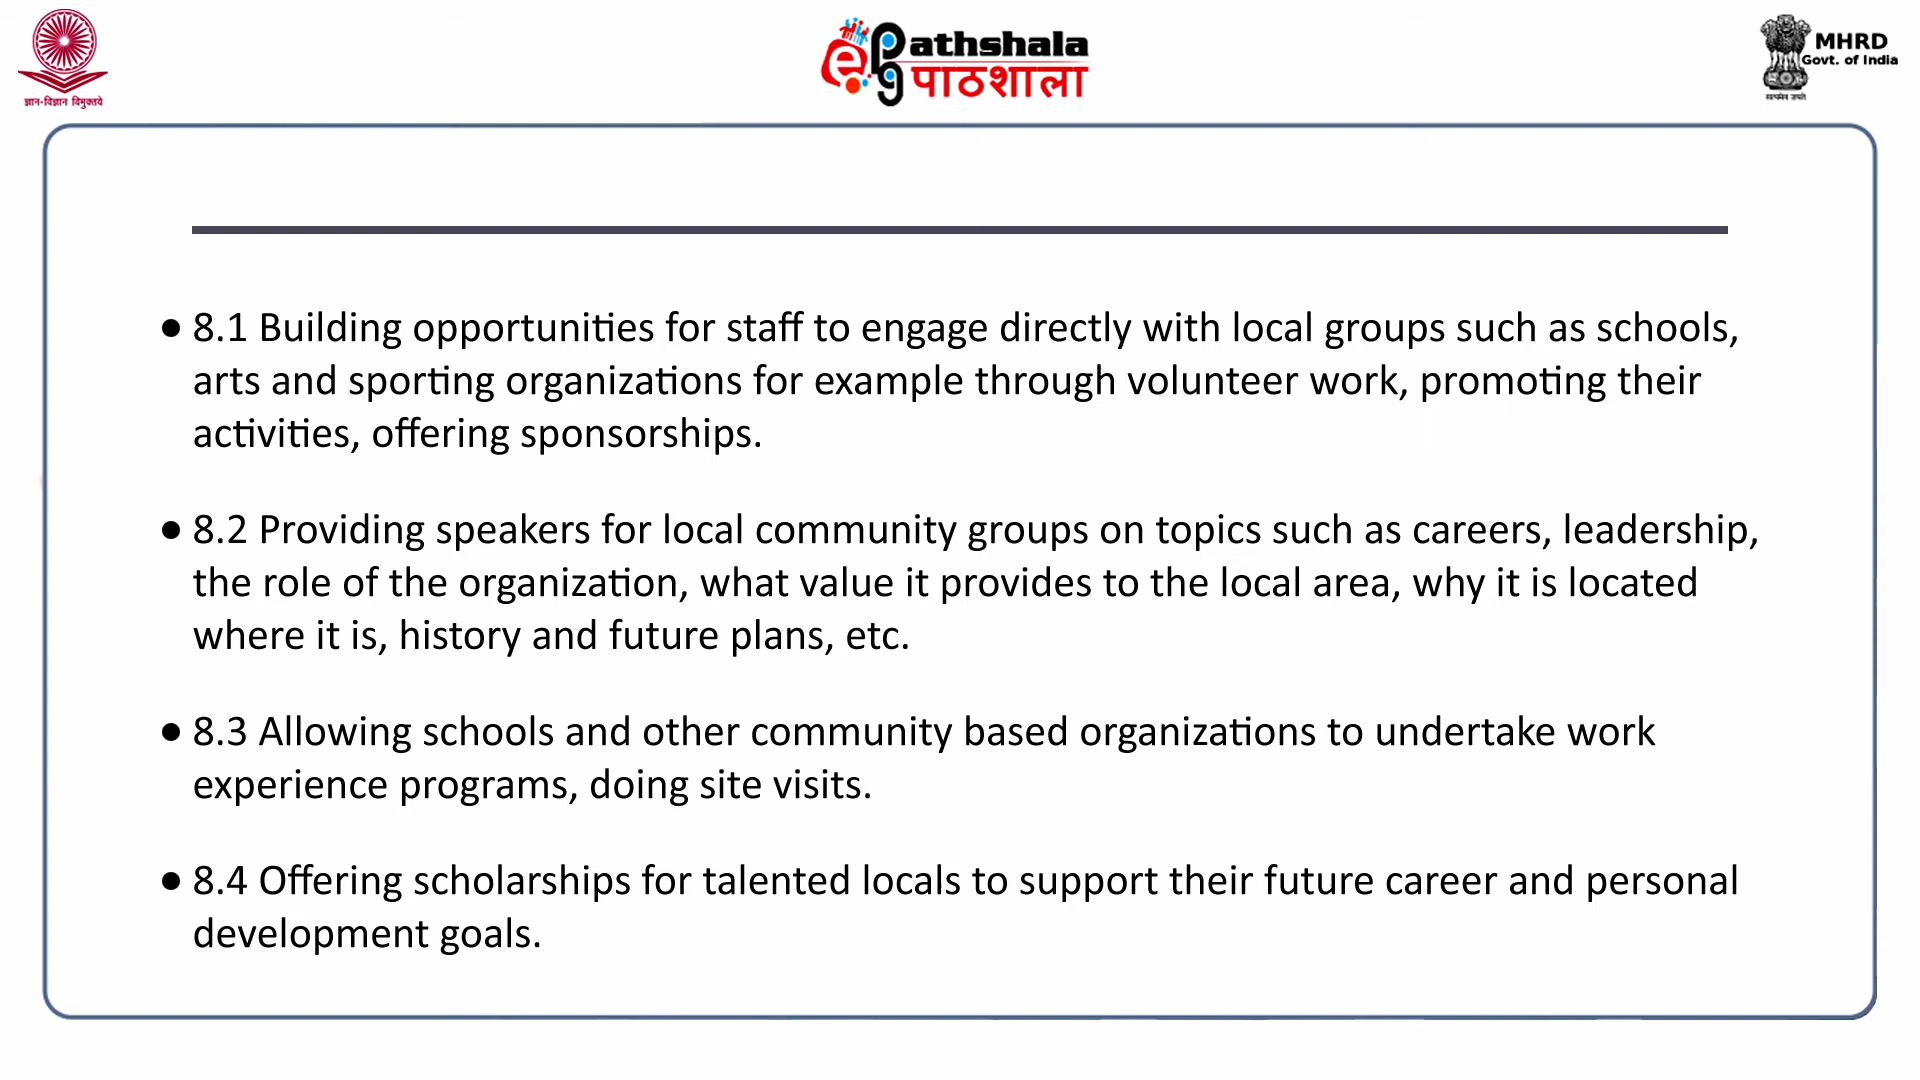 ज्ञान-विज्ञान विमुक्तये
epg Pathshala
पाठशाला
MHRD
Govt. of India
सत्यमेव जयते
● 8.1 Building opportunities for staff to engage directly with local groups such as schools,
arts and sporting organizations for example through volunteer work, promoting their
activities, offering sponsorships.
● 8.2 Providing speakers for local community groups on topics such as careers, leadership,
the role of the organization, what value it provides to the local area, why it is located
where it is, history and future plans, etc.
● 8.3 Allowing schools and other community based organizations to undertake work
experience programs, doing site visits.
● 8.4 Offering scholarships for talented locals to support their future career and personal
development goals.